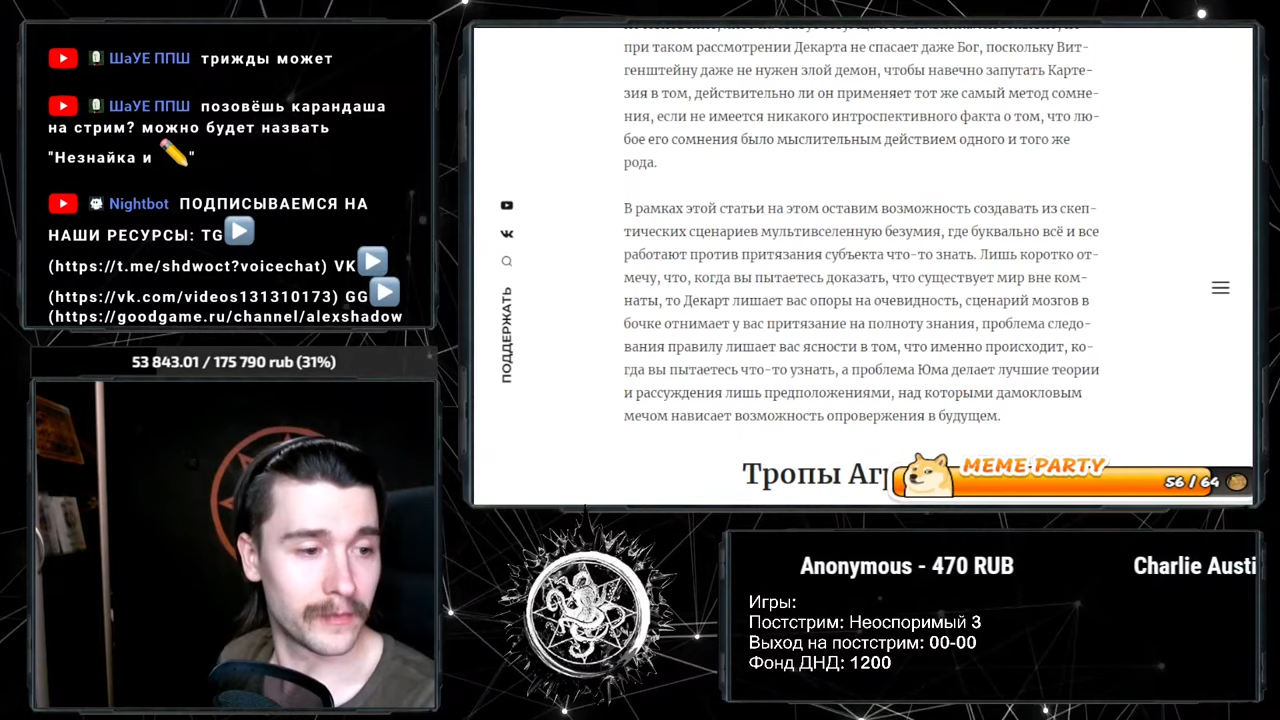 ШаУЕ ППШ трижды может
ШаУЕ ППШ позовёшь карандаша
на стрим? можно будет назвать
"Незнайка и ✏️"
Nightbot ПОДПИСЫВАЕМСЯ НА
НАШИ РЕСУРСЫ: TG▶️
(https://t.me/shdwoct?voicechat) VK▶️
(https://vk.com/videos131310173) GG▶️
(https://goodgame.ru/channel/alexshadow
53 843.01 / 175 790 rub (31%)
при таком рассмотрении Декарта не спасает даже Бог, поскольку Вит-
генштейну даже не нужен злой демон, чтобы навечно запутать Карте-
зия в том, действительно ли он применяет тот же самый метод сомне-
ния, если не имеется никакого интроспективного факта о том, что лю-
бое его сомнения было мыслительным действием одного и того же
рода.
В рамках этой статьи на этом оставим возможность создавать из скеп-
тических сценариев мультивселенную безумия, где буквально всё и все
работают против притязания субъекта что-то знать. Лишь коротко от-
мечу, что, когда вы пытаетесь доказать, что существует мир вне ком-
наты, то Декарт лишает вас опоры на очевидность, сценарий мозгов в
бочке отнимает у вас притязание на полноту знания, проблема следо-
вания правилу лишает вас ясности в том, что именно происходит, ко-
гда вы пытаетесь что-то узнать, а проблема Юма делает лучшие теории
и рассуждения лишь предположениями, над которыми дамокловым
мечом нависает возможность опровержения в будущем.
Тропы Агр
ПОДДЕРЖАТЬ
MEME PARTY
56 / 64
Anonymous - 470 RUB
Charlie Austi
Игры:
Постстрим: Неоспоримый 3
Выход на постстрим: 00-00
Фонд ДНД: 1200